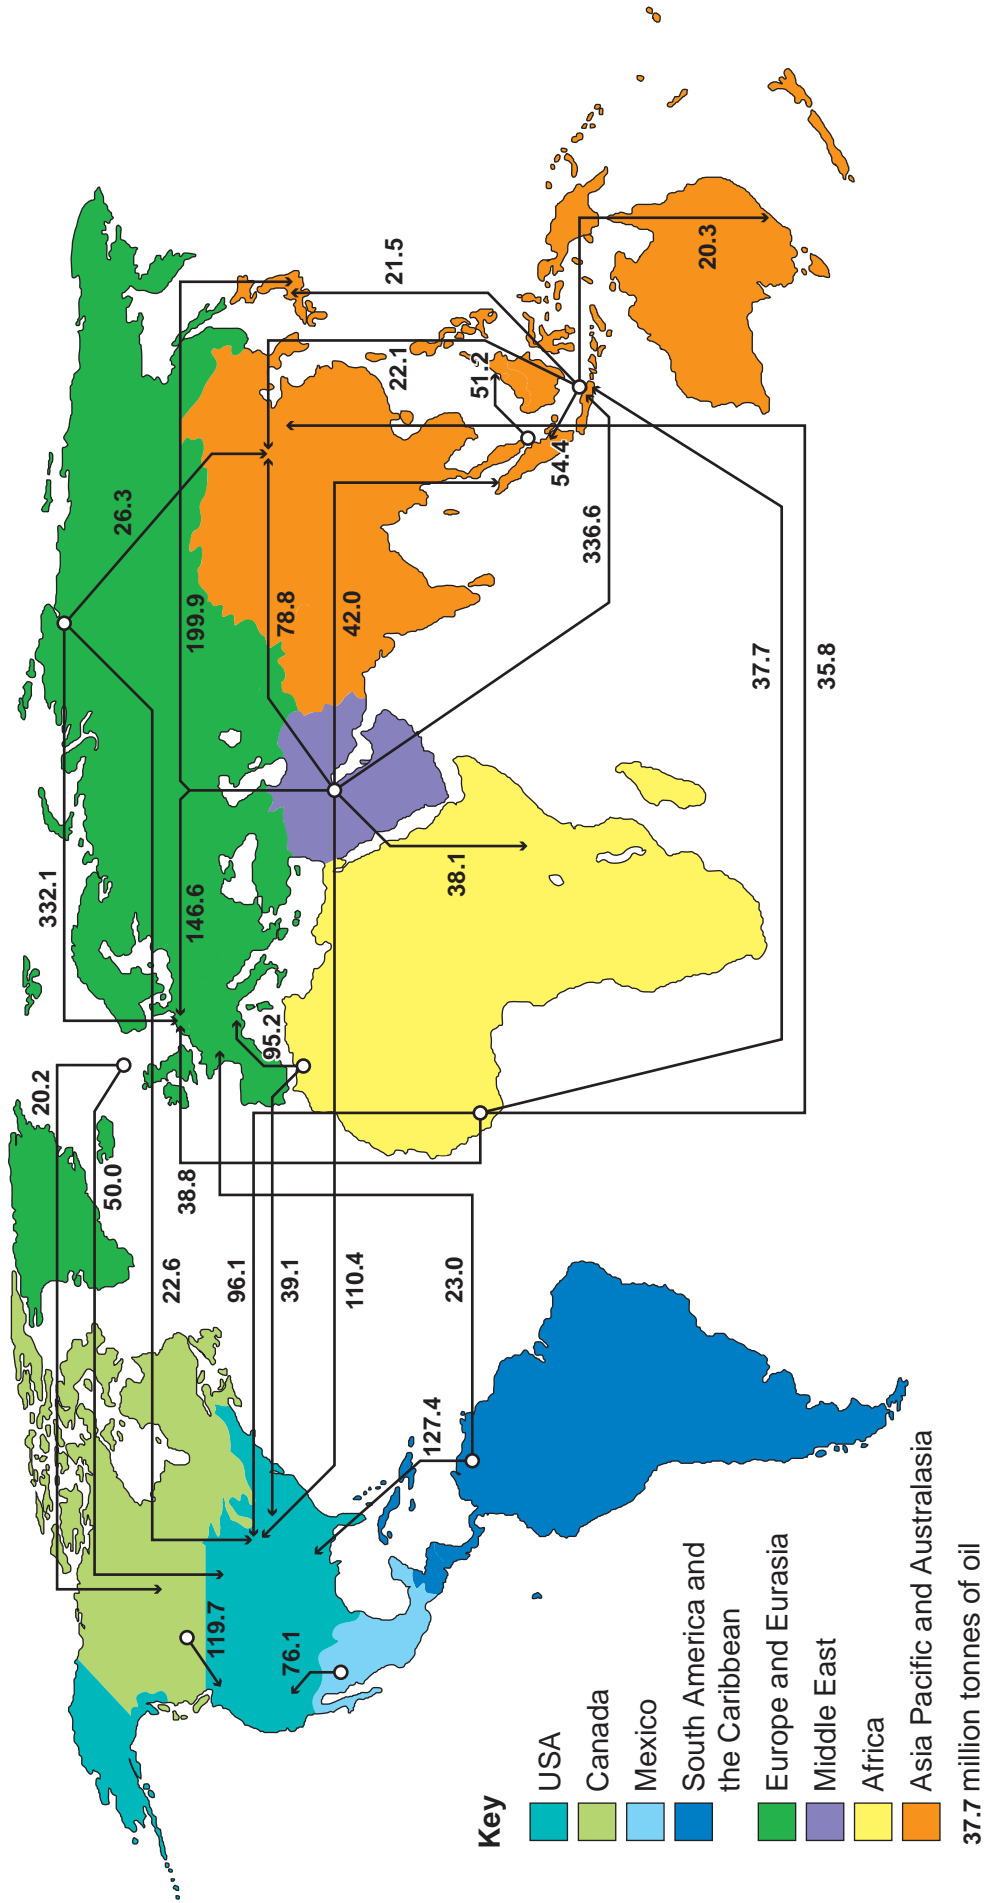 20.2
50.0
332.1
26.3
22.6
38.8
146.6
199.9
21.5
96.1
39.1
95.2
78.8
22.1
110.4
42.0
51.2
119.7
76.1
127.4
23.0
38.1
54.4
336.6
20.3
37.7
35.8
Key
USA
Canada
Mexico
South America and
the Caribbean
Europe and Eurasia
Middle East
Africa
Asia Pacific and Australasia
37.7 million tonnes of oil